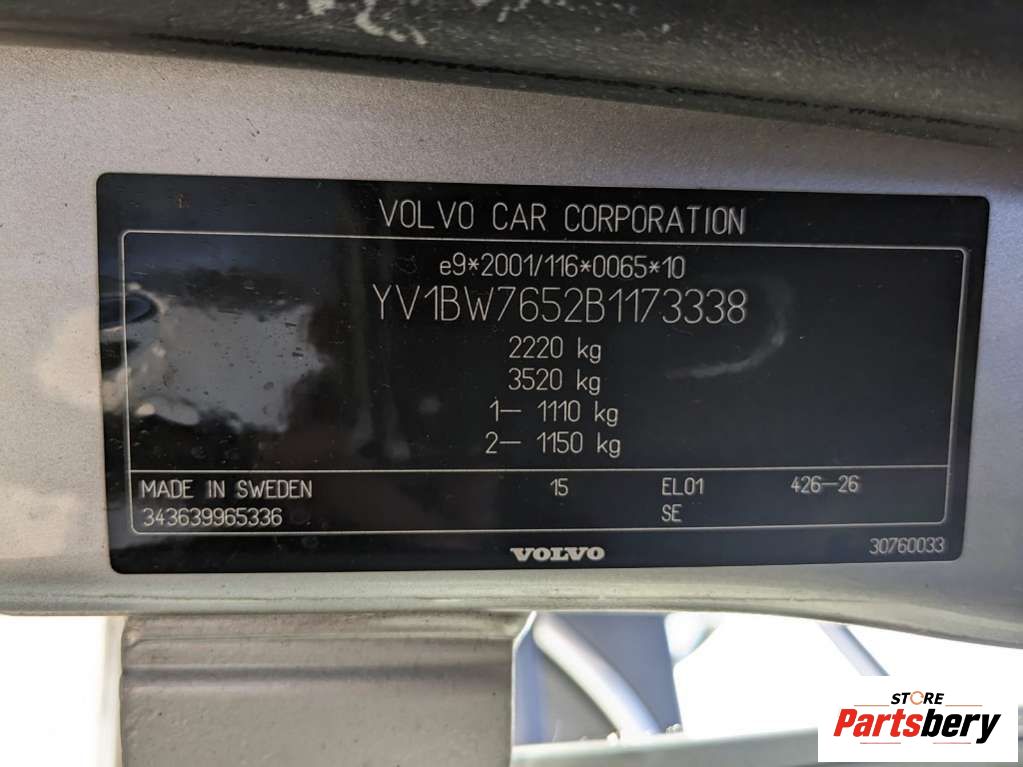 VOLVO CAR CORPORATION
e9*2001/116*0065*10
YV1BW7652B1173338
2220 kg
3520 kg
1— 1110 kg
2— 1150 kg
MADE IN SWEDEN 15 EL01 426—26
343639965336 SE
VOLVO 30760033
STORE
Partsbery